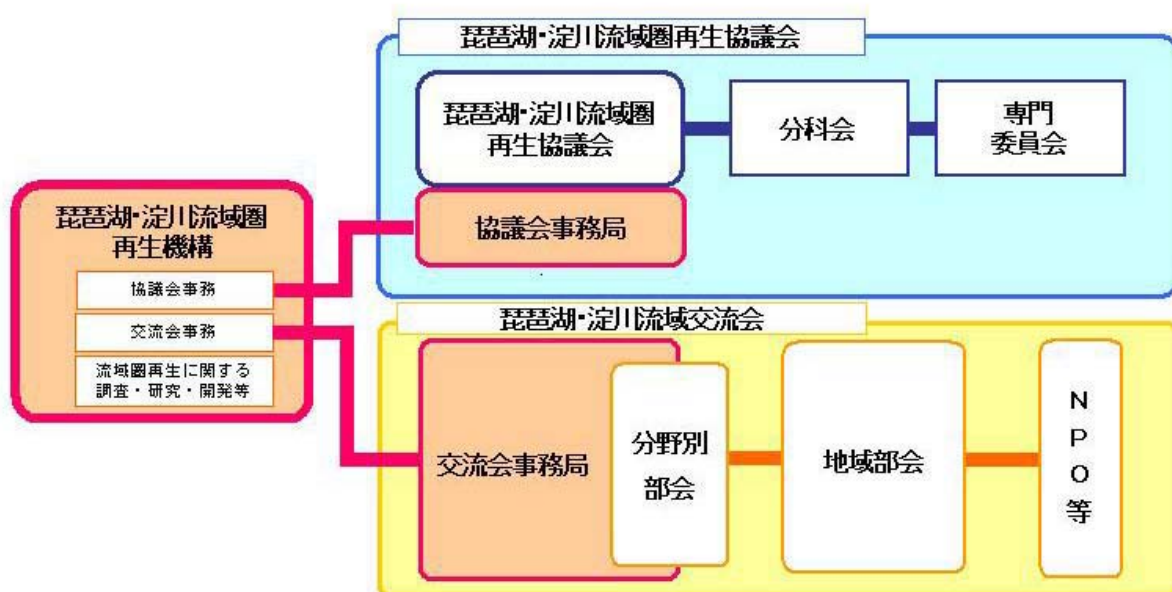 琵琶湖・淀川流域圏再生協議会
琵琶湖・淀川流域圏
再生協議会
分科会
専門
委員会
協議会事務局
琵琶湖・淀川流域圏
再生機構
協議会事務
交流会事務
流域圏再生に関する
調査・研究・開発等
琵琶湖・淀川流域交流会
交流会事務局
分野別
部会
地域部会
NPO等